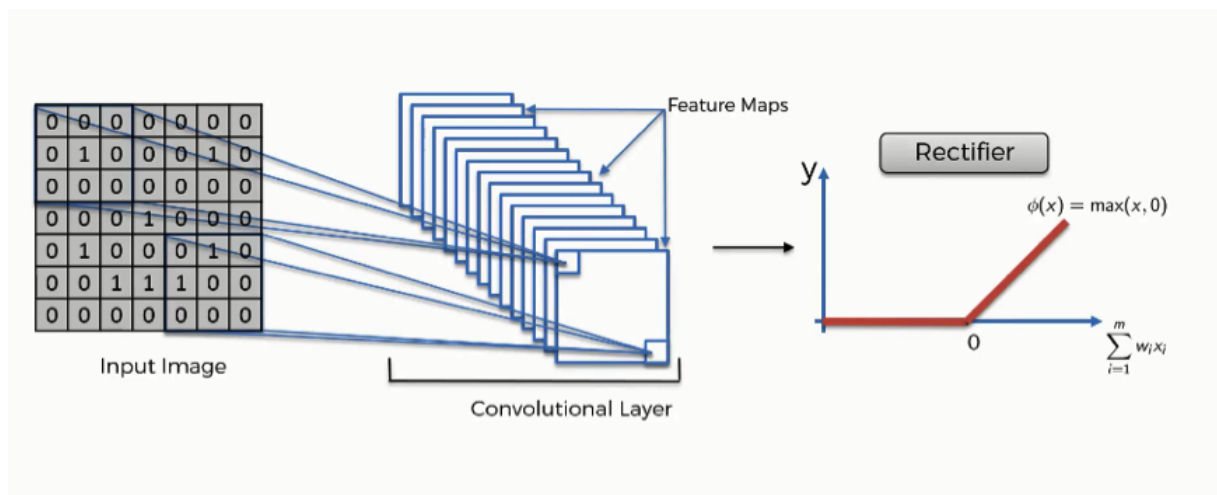 0 0 0 0 0 0 0
0 1 0 0 0 1 0
0 0 0 0 0 0 0
0 0 0 1 0 0 0
0 1 0 0 0 1 0
0 0 1 1 1 0 0
0 0 0 0 0 0 0
Input Image
Feature Maps
Convolutional Layer
Rectifier
y
ϕ(x) = max(x, 0)
0
m
∑ wᵢxᵢ
i=1